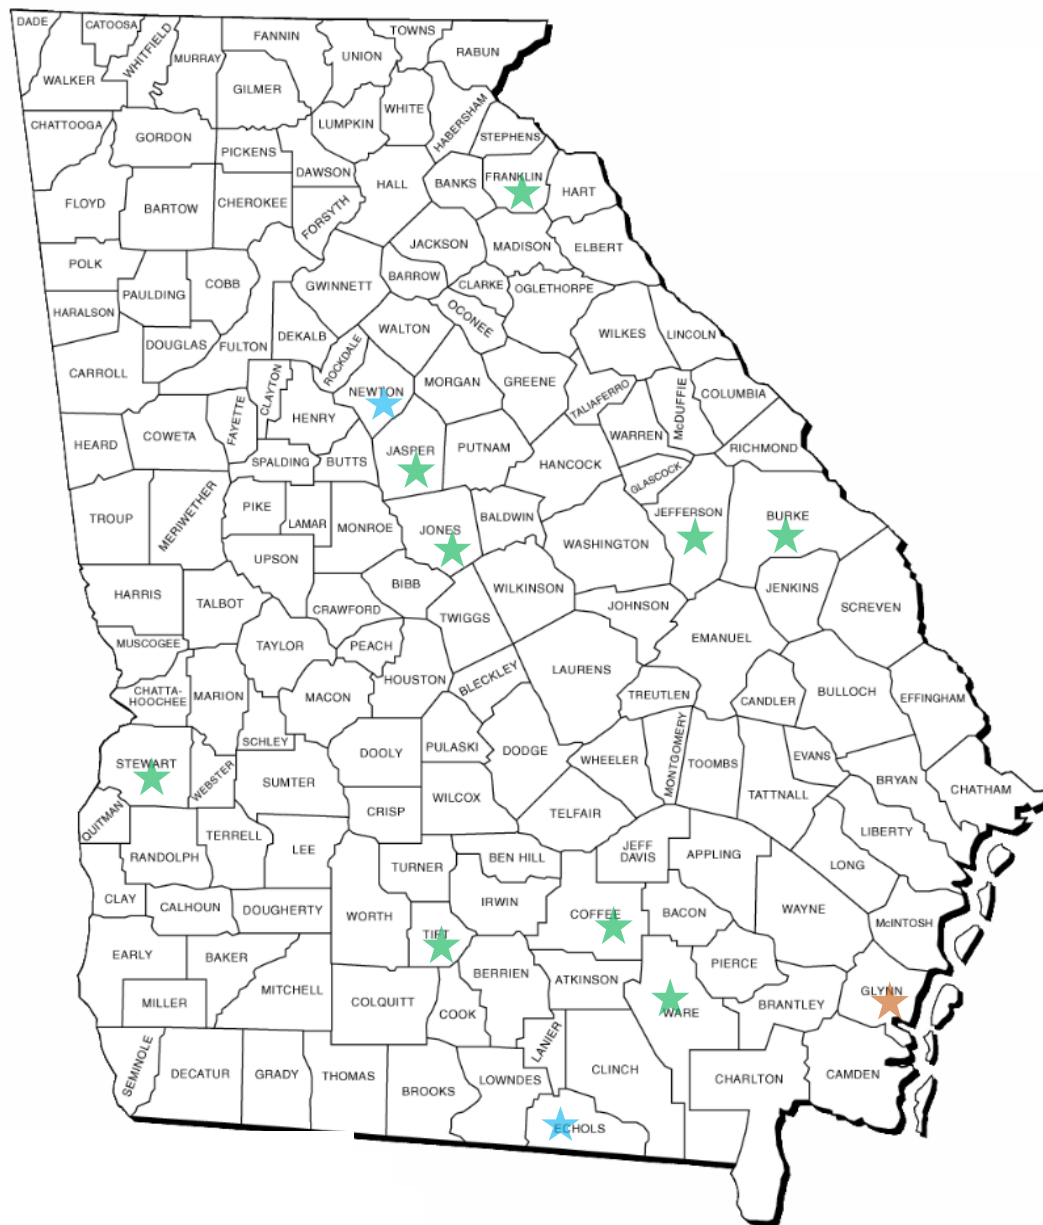 DADE
CATOOSA
WHITFIELD
MURRAY
FANNIN
UNION
TOWNS
RABUN
WALKER
GILMER
LUMPKIN
WHITE
HABERSHAM
STEPHENS
CHATTOOGA
GORDON
PICKENS
DAWSON
HALL
BANKS
FRANKLIN
HART
FLOYD
BARTOW
CHEROKEE
FORSYTH
JACKSON
MADISON
ELBERT
POLK
PAULDING
COBB
GWINNETT
BARROW
CLARKE
OGLETHORPE
HARALSON
DOUGLAS
FULTON
DEKALB
ROCKDALE
WALTON
OCONEE
WILKES
LINCOLN
CARROLL
CLAYTON
NEWTON
MORGAN
GREENE
TALIAFERRO
McDUFFIE
COLUMBIA
HEARD
COWETA
FAYETTE
HENRY
JASPER
PUTNAM
HANCOCK
WARREN
RICHMOND
SPALDING
BUTTS
GLASCOCK
TROUP
MERIWETHER
PIKE
LAMAR
MONROE
JONES
BALDWIN
WASHINGTON
JEFFERSON
BURKE
UPSON
HARRIS
TALBOT
CRAWFORD
BIBB
TWIGGS
WILKINSON
JOHNSON
JENKINS
SCREVEN
MUSCOGEE
TAYLOR
PEACH
EMANUEL
CHATTA-
HOOCHEE
MARION
MACON
HOUSTON
BLECKLEY
LAURENS
TREUTLEN
CANDLER
BULLOCH
EFFINGHAM
STEWART
WEBSTER
SCHLEY
SUMTER
DOOLY
PULASKI
DODGE
WHEELER
MONTGOMERY
TOOMBS
EVANS
TATTNALL
BRYAN
CHATHAM
QUITMAN
CRISP
WILCOX
TELFAIR
LIBERTY
RANDOLPH
TERRELL
LEE
TURNER
BEN HILL
JEFF
DAVIS
APPLING
LONG
CLAY
CALHOUN
DOUGHERTY
WORTH
IRWIN
COFFEE
BACON
WAYNE
McINTOSH
EARLY
BAKER
MITCHELL
TIFT
BERRIEN
ATKINSON
PIERCE
MILLER
COLQUITT
COOK
WARE
BRANTLEY
GLYNN
SEMINOLE
DECATUR
GRADY
THOMAS
BROOKS
LOWNDES
LANIER
CLINCH
CHARLTON
CAMDEN
ECHOLS